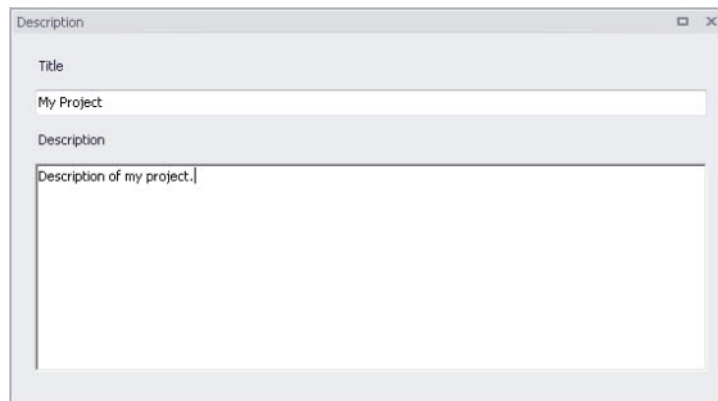 Description
Title
My Project
Description
Description of my project.